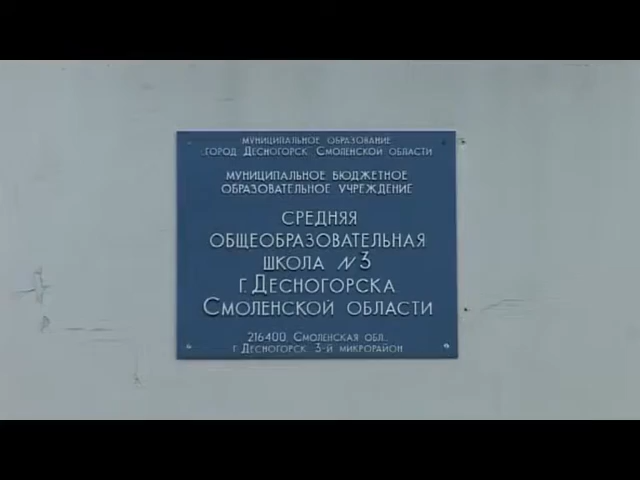 МУНИЦИПАЛЬНОЕ ОБРАЗОВАНИЕ
ГОРОД ДЕСНОГОРСК СМОЛЕНСКОЙ ОБЛАСТИ
МУНИЦИПАЛЬНОЕ БЮДЖЕТНОЕ
ОБРАЗОВАТЕЛЬНОЕ УЧРЕЖДЕНИЕ
СРЕДНЯЯ
ОБЩЕОБРАЗОВАТЕЛЬНАЯ
ШКОЛА №3
Г. ДЕСНОГОРСКА
СМОЛЕНСКОЙ ОБЛАСТИ
216400, СМОЛЕНСКАЯ ОБЛ.,
Г. ДЕСНОГОРСК 3-Й МИКРОРАЙОН